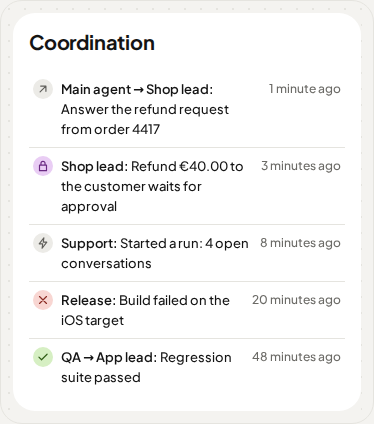 Coordination
Main agent → Shop lead: 1 minute ago
Answer the refund request
from order 4417
Shop lead: Refund €40.00 to 3 minutes ago
the customer waits for
approval
Support: Started a run: 4 open 8 minutes ago
conversations
Release: Build failed on the 20 minutes ago
iOS target
QA → App lead: Regression 48 minutes ago
suite passed